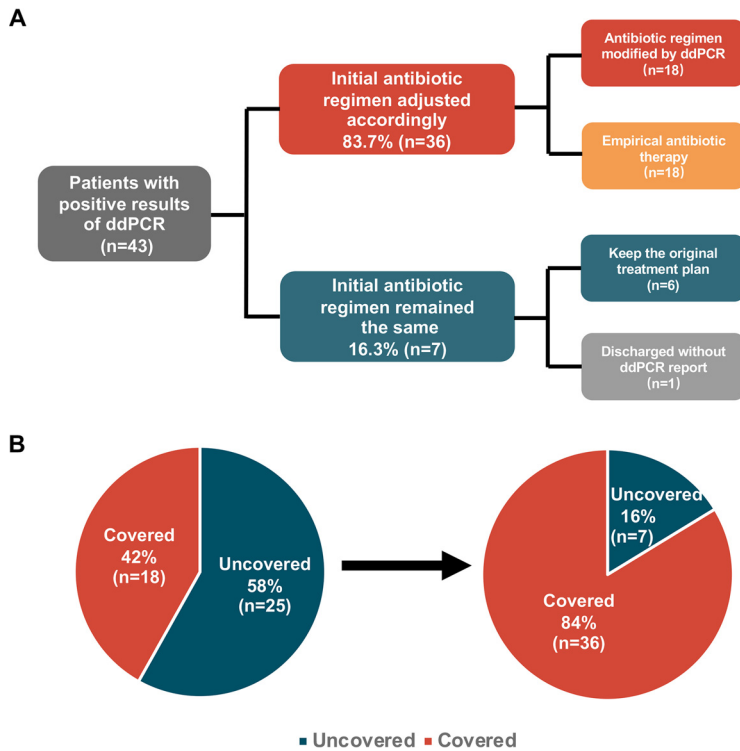 A
Patients with
positive results
of ddPCR
(n=43)
Initial antibiotic
regimen adjusted
accordingly
83.7% (n=36)
Antibiotic regimen
modified by ddPCR
(n=18)
Empirical antibiotic
therapy
(n=18)
Initial antibiotic
regimen remained
the same
16.3% (n=7)
Keep the original
treatment plan
(n=6)
Discharged without
ddPCR report
(n=1)
B
Covered
42%
(n=18)
Uncovered
58%
(n=25)
Uncovered
16%
(n=7)
Covered
84%
(n=36)
Uncovered Covered